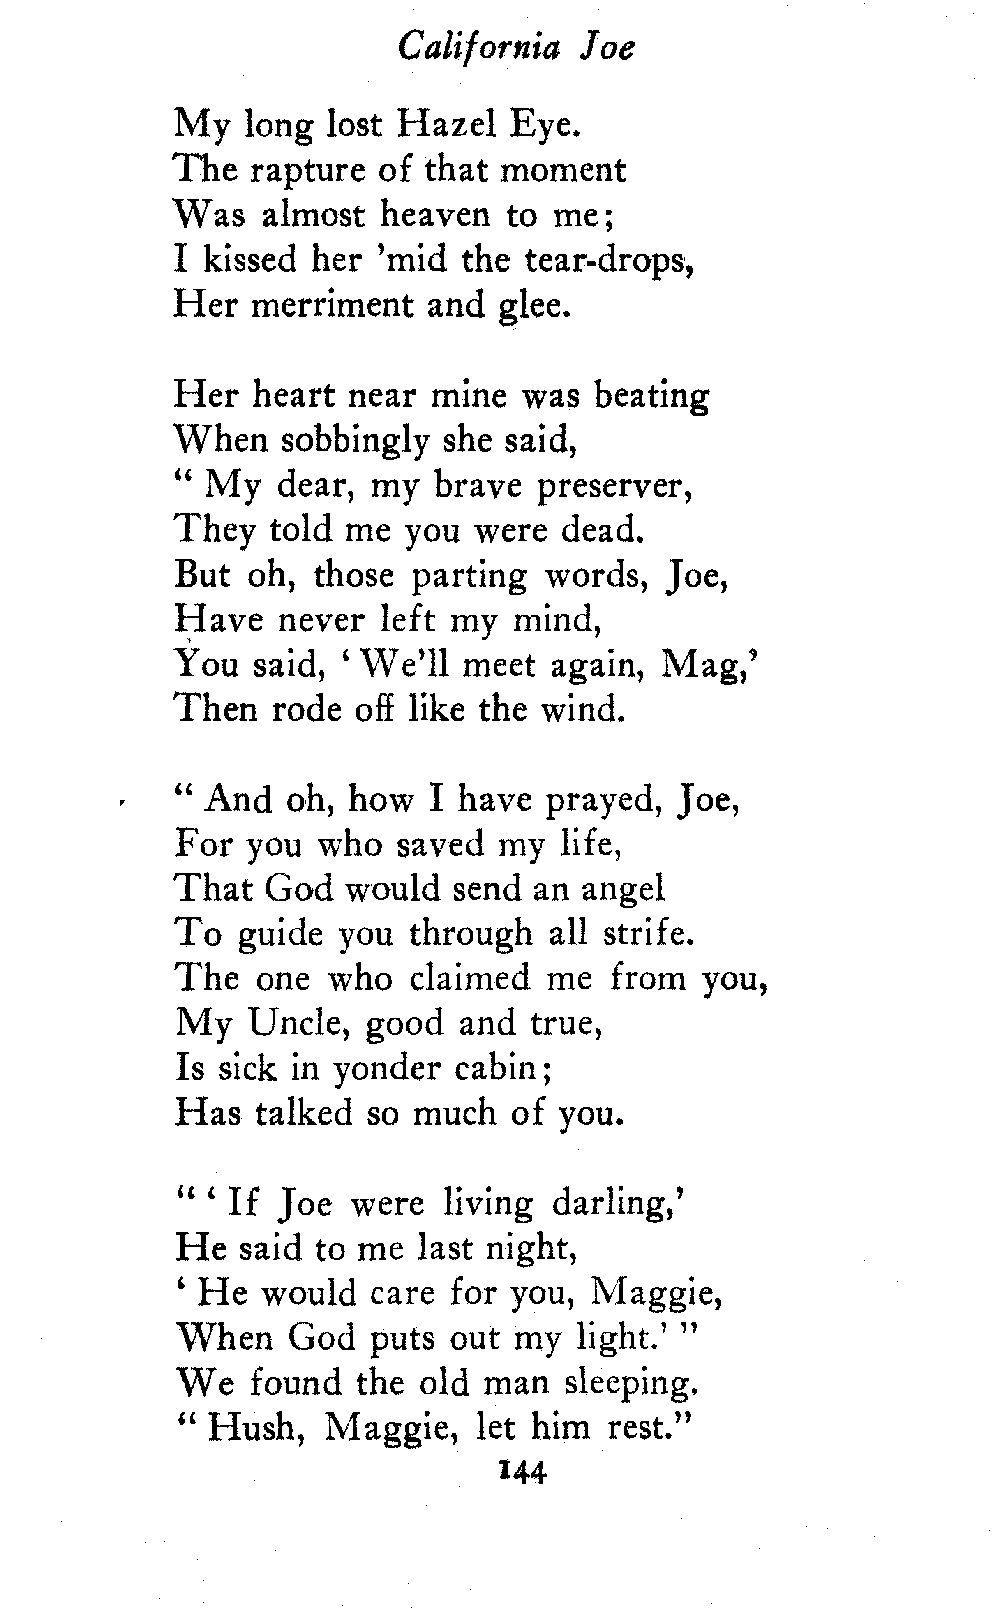 California Joe
My long lost Hazel Eye.
The rapture of that moment
Was almost heaven to me;
I kissed her 'mid the tear-drops,
Her merriment and glee.

Her heart near mine was beating
When sobbingly she said,
“ My dear, my brave preserver,
They told me you were dead.
But oh, those parting words, Joe,
Have never left my mind,
You said, ‘ We'll meet again, Mag,’
Then rode off like the wind.

“ And oh, how I have prayed, Joe,
For you who saved my life,
That God would send an angel
To guide you through all strife.
The one who claimed me from you,
My Uncle, good and true,
Is sick in yonder cabin;
Has talked so much of you.

“ ‘ If Joe were living darling,’
He said to me last night,
‘ He would care for you, Maggie,
When God puts out my light.’ ”
We found the old man sleeping.
“ Hush, Maggie, let him rest.”
144